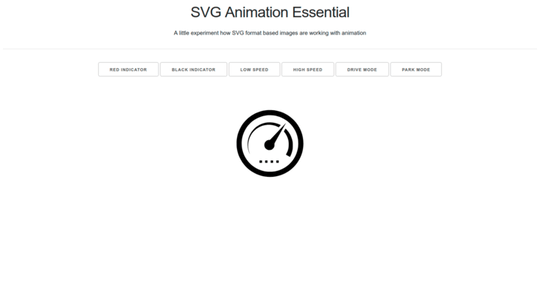 SVG Animation Essential
A little experiment how SVG format based images are working with animation
RED INDICATOR
BLACK INDICATOR
LOW SPEED
HIGH SPEED
DRIVE MODE
PARK MODE